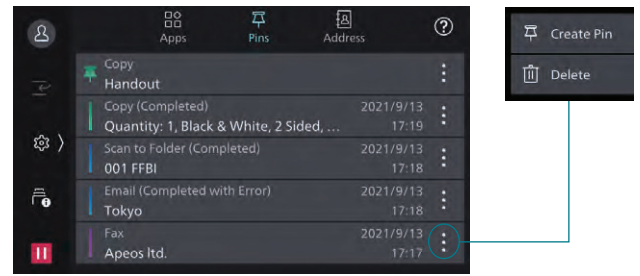 Apps
Pins
Address
Copy
Handout
Copy (Completed) 2021/9/13
Quantity: 1, Black & White, 2 Sided, ... 17:19
Scan to Folder (Completed) 2021/9/13
001 FFBI 17:18
Email (Completed with Error) 2021/9/13
Tokyo 17:18
Fax 2021/9/13
Apeos ltd. 17:17
Create Pin
Delete